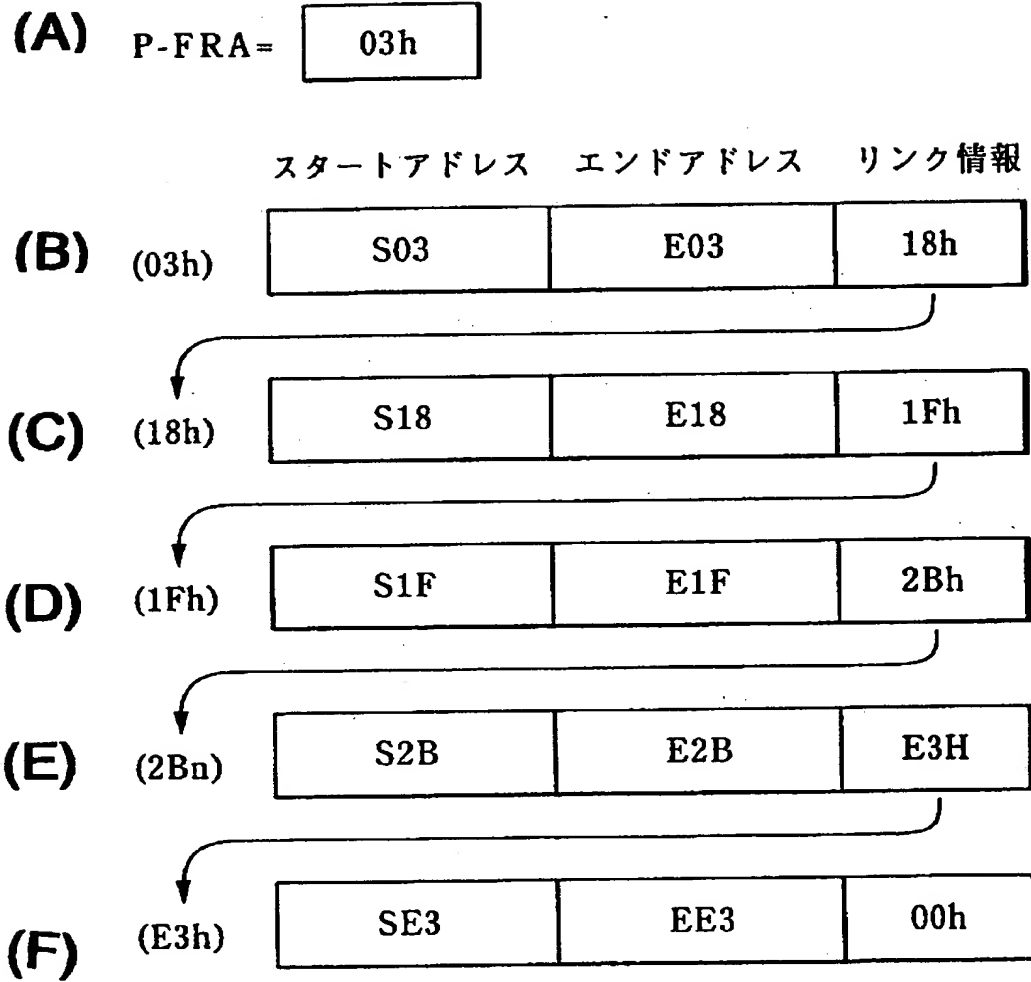 (A) P-FRA= 03h
スタートアドレス エンドアドレス リンク情報
(B) (03h) S03 E03 18h
(C) (18h) S18 E18 1Fh
(D) (1Fh) S1F E1F 2Bh
(E) (2Bn) S2B E2B E3H
(F) (E3h) SE3 EE3 00h